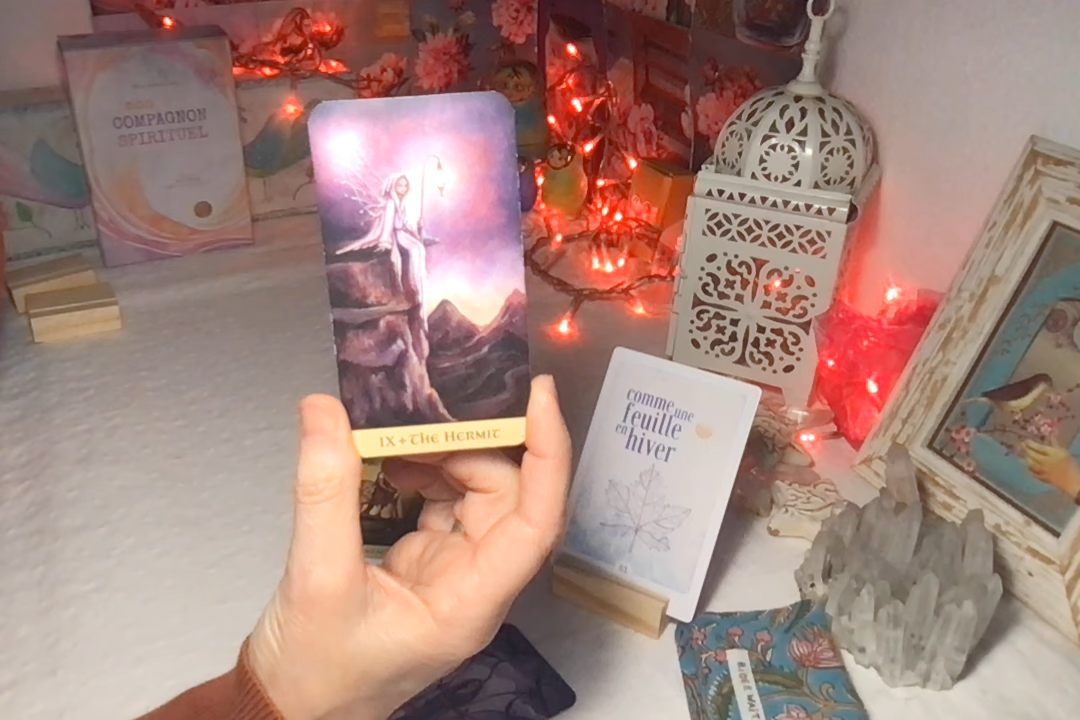 COMPAGNON
SPIRITUEL
IX + THE HERMIT
comme une
feuille
en hiver